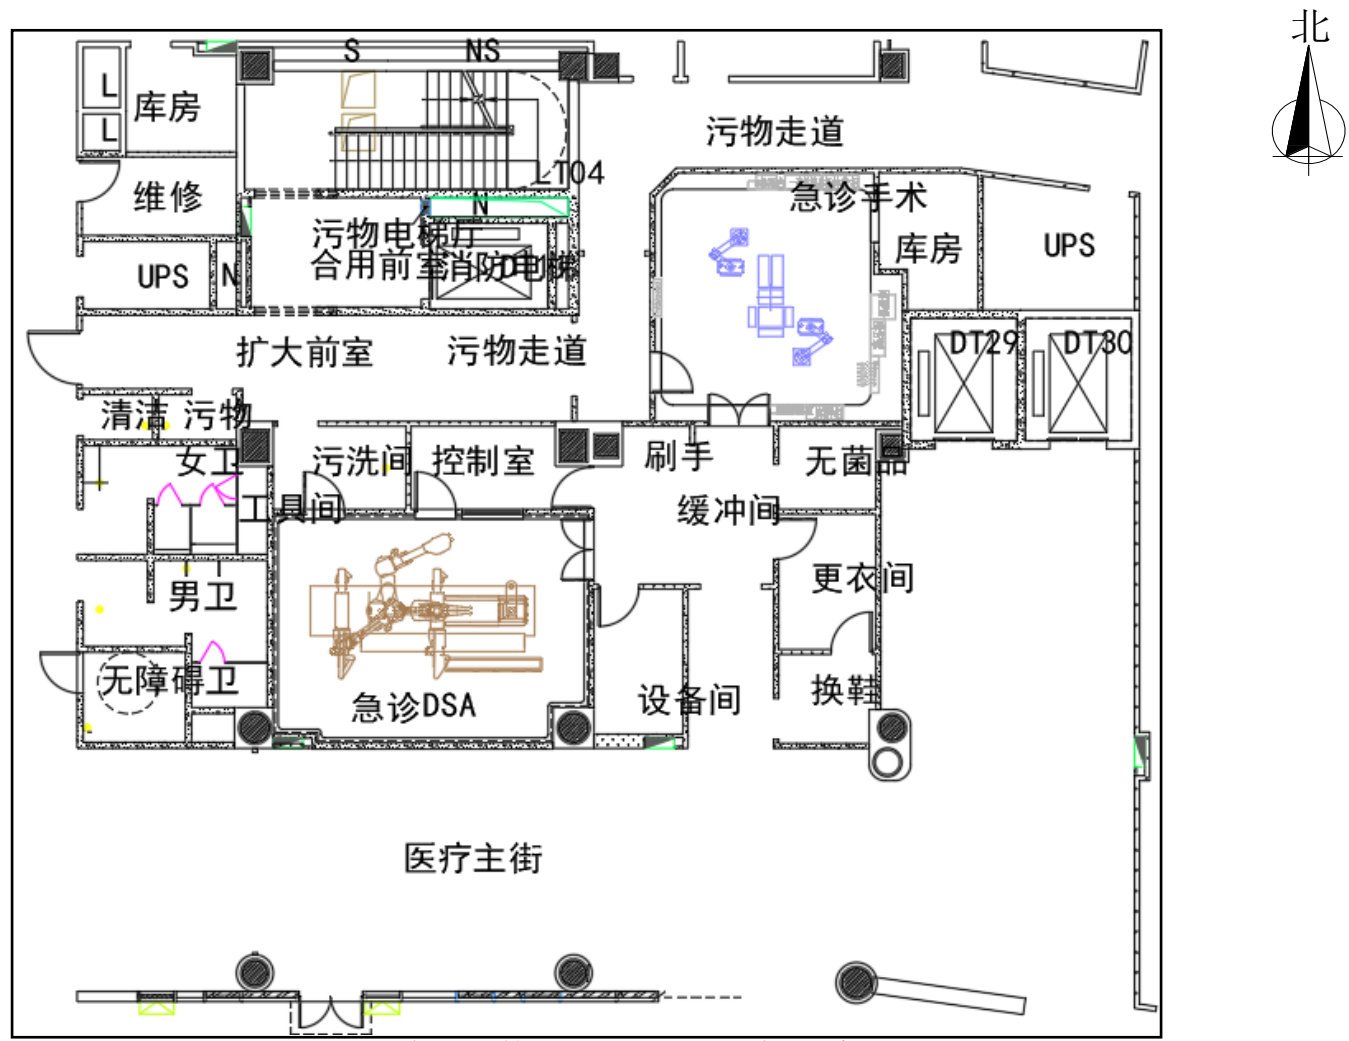 北
S
NS
L
库房
L
污物走道
LT04
维修
急诊手术
N
污物电梯厅
库房
UPS
合用前室
消防电梯
UPS
N
扩大前室
污物走道
DT29
DT30
清洁
污物
女卫
污洗间
控制室
刷手
无菌品
工具间
缓冲间
更衣间
男卫
无障碍卫
急诊DSA
设备间
换鞋
医疗主街